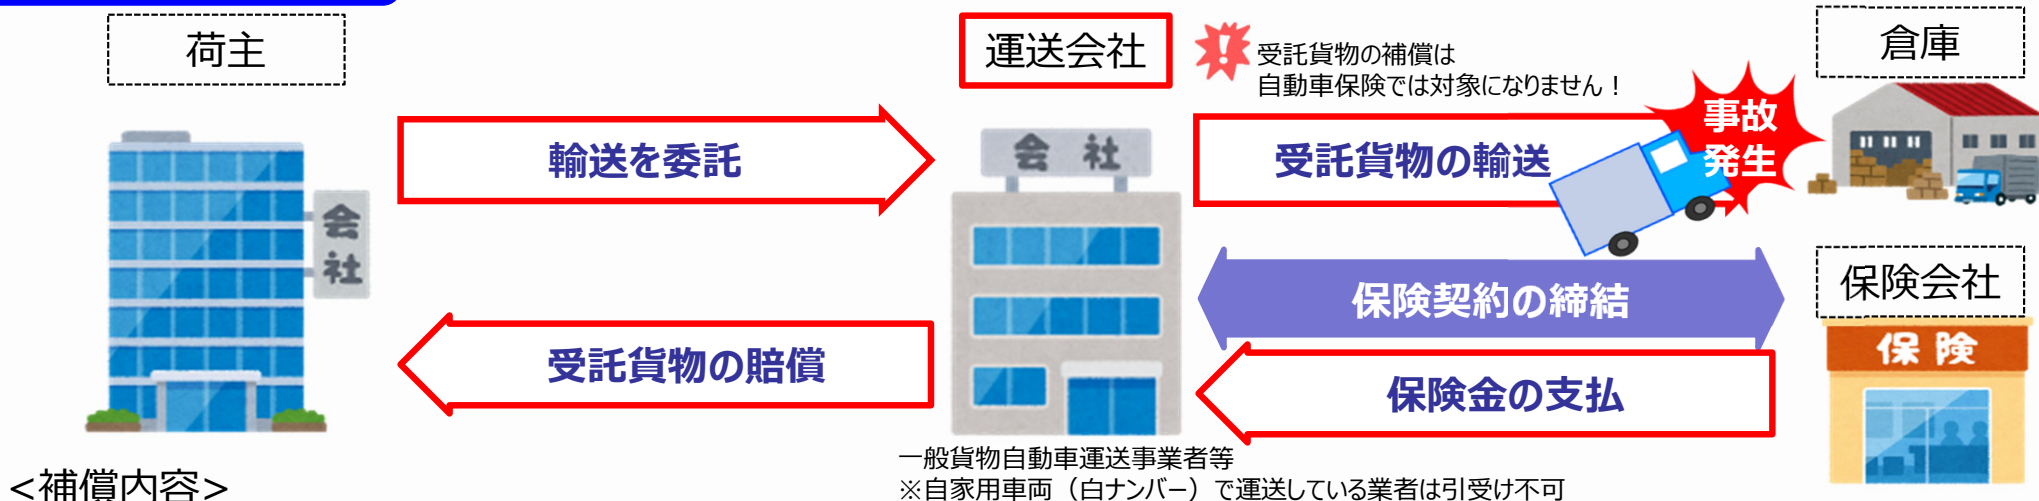 荷主
運送会社
受託貨物の補償は
自動車保険では対象になりません！
倉庫
事故
発生
輸送を委託
会社
受託貨物の輸送
会社
保険契約の締結
保険会社
受託貨物の賠償
保険金の支払
保険
一般貨物自動車運送事業者等
※自家用車両（白ナンバー）で運送している業者は引受け不可
<補償内容>